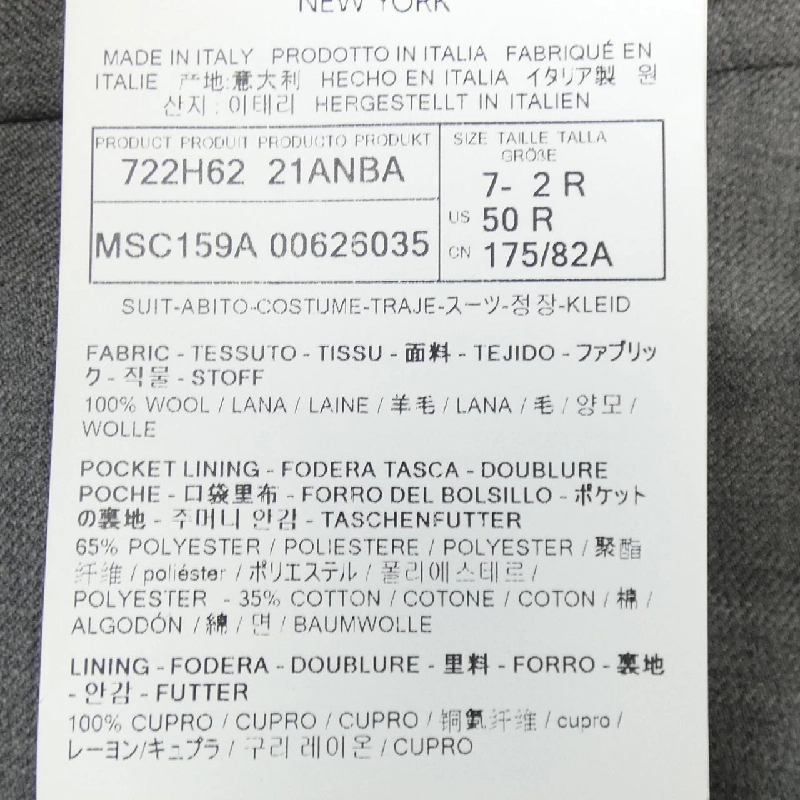 NEW YORK
MADE IN ITALY PRODOTTO IN ITALIA FABRIQUÉ EN
ITALIE 产地:意大利 HECHO EN ITALIA イタリア製 원
산지 : 이태리 HERGESTELLT IN ITALIEN
PRODUCT PRODUIT PRODUCTO PRODUKT
722H62 21ANBA
MSC159A 00626035
SIZE TAILLE TALLA
GRÖßE
7- 2 R
US 50 R
CN 175/82A
SUIT-ABITO-COSTUME-TRAJE-スーツ-정장-KLEID
FABRIC - TESSUTO - TISSU - 面料 - TEJIDO - ファブリッ
ク - 직물 - STOFF
100% WOOL / LANA / LAINE / 羊毛 / LANA / 毛 / 양모 /
WOLLE
POCKET LINING - FODERA TASCA - DOUBLURE
POCHE - 口袋里布 - FORRO DEL BOLSILLO - ポケット
の裏地 - 주머니 안감 - TASCHENFUTTER
65% POLYESTER / POLIESTERE / POLYESTER / 聚酯
纤维 / poliéster / ポリエステル / 폴리에스테르 /
POLYESTER - 35% COTTON / COTONE / COTON / 棉 /
ALGODÓN / 綿 / 면 / BAUMWOLLE
LINING - FODERA - DOUBLURE - 里料 - FORRO - 裏地
- 안감 - FUTTER
100% CUPRO / CUPRO / CUPRO / 铜氨纤维 / cupro /
レーヨン/キュプラ / 구리 레이온 / CUPRO